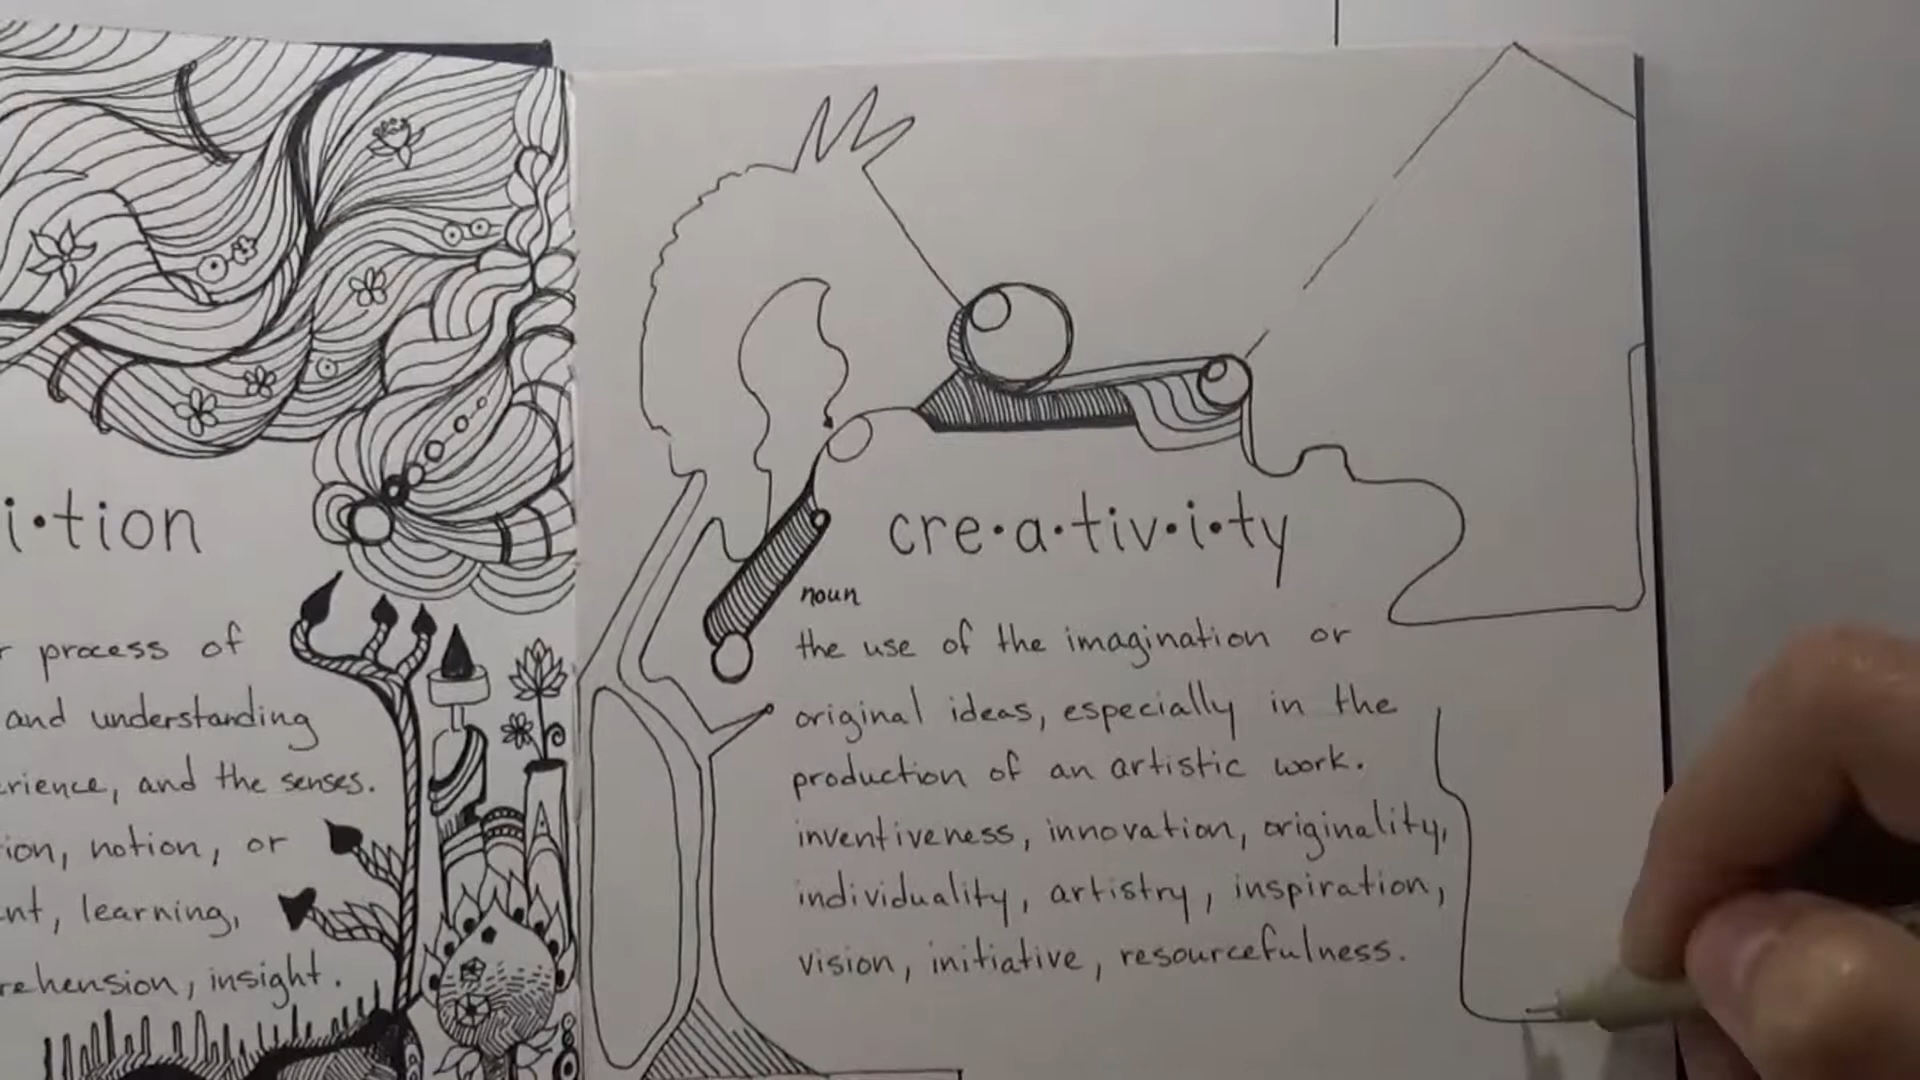 i•tion
process of
and understanding
erience, and the senses.
ion, notion, or
nt, learning,
rehension, insight.
cre•a•tiv•i•ty
noun
the use of the imagination or
original ideas, especially in the
production of an artistic work.
inventiveness, innovation, originality,
individuality, artistry, inspiration,
vision, initiative, resourcefulness.